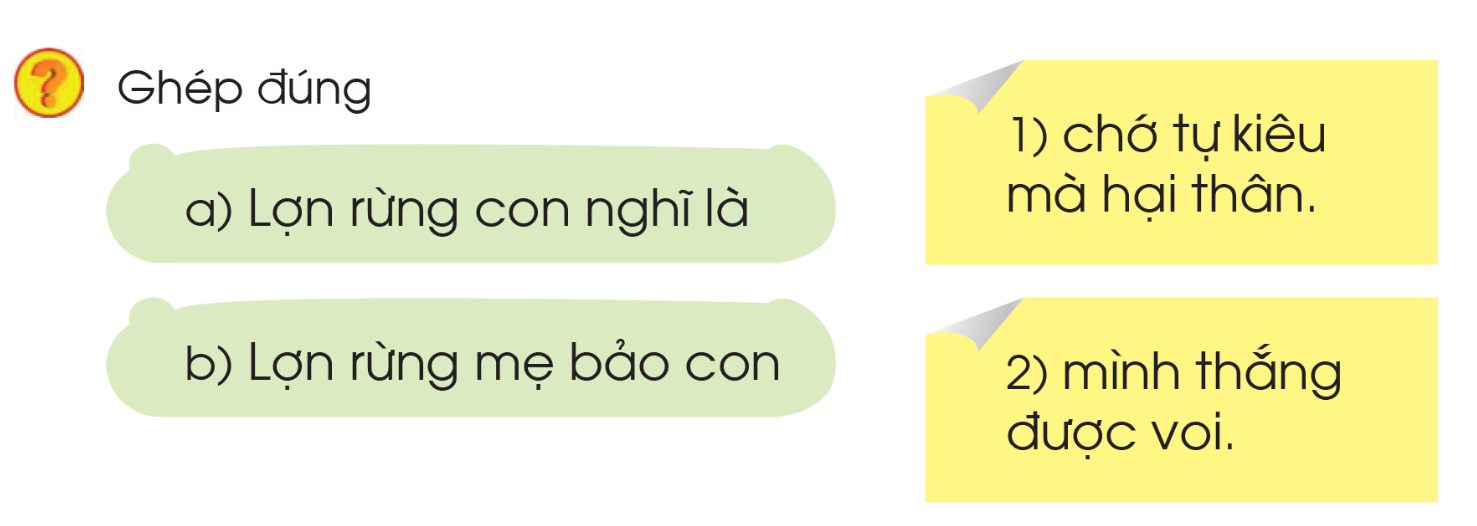 ? Ghép đúng
a) Lợn rừng con nghĩ là
b) Lợn rừng mẹ bảo con
1) chớ tự kiêu
mà hại thân.
2) mình thắng
được voi.